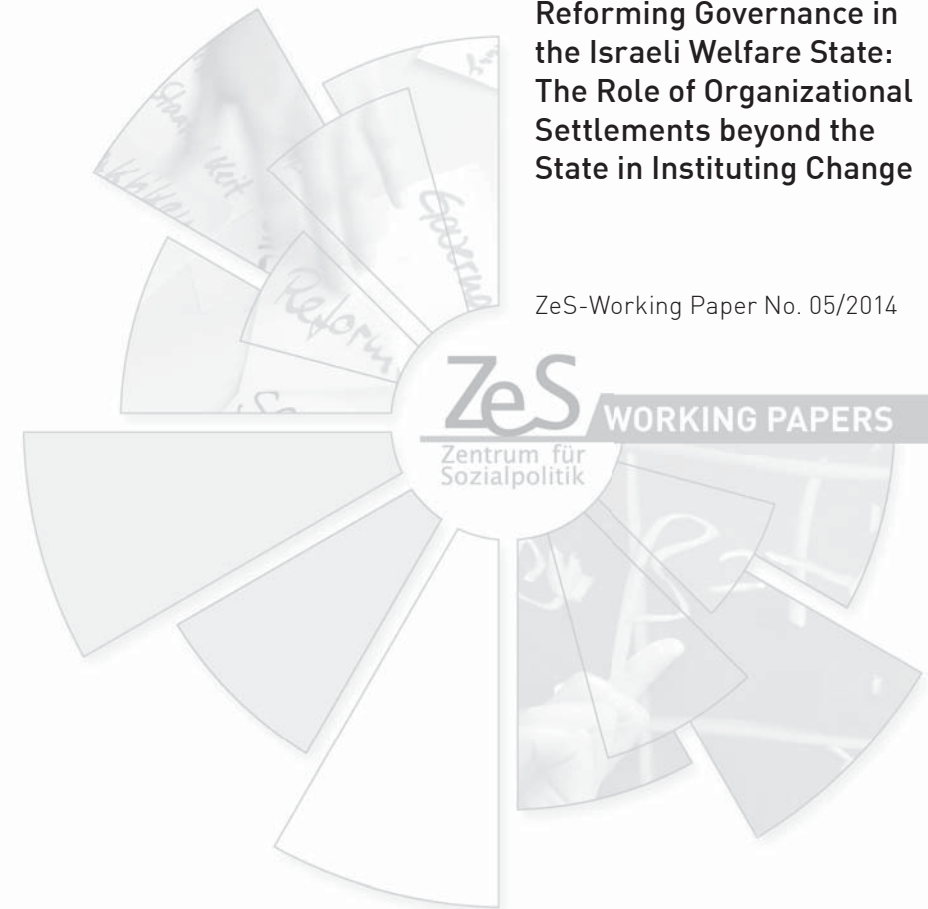 Reforming Governance in
the Israeli Welfare State:
The Role of Organizational
Settlements beyond the
State in Instituting Change
ZeS-Working Paper No. 05/2014
Reform
Governa
ZeS
WORKING PAPERS
Zentrum für
Sozialpolitik